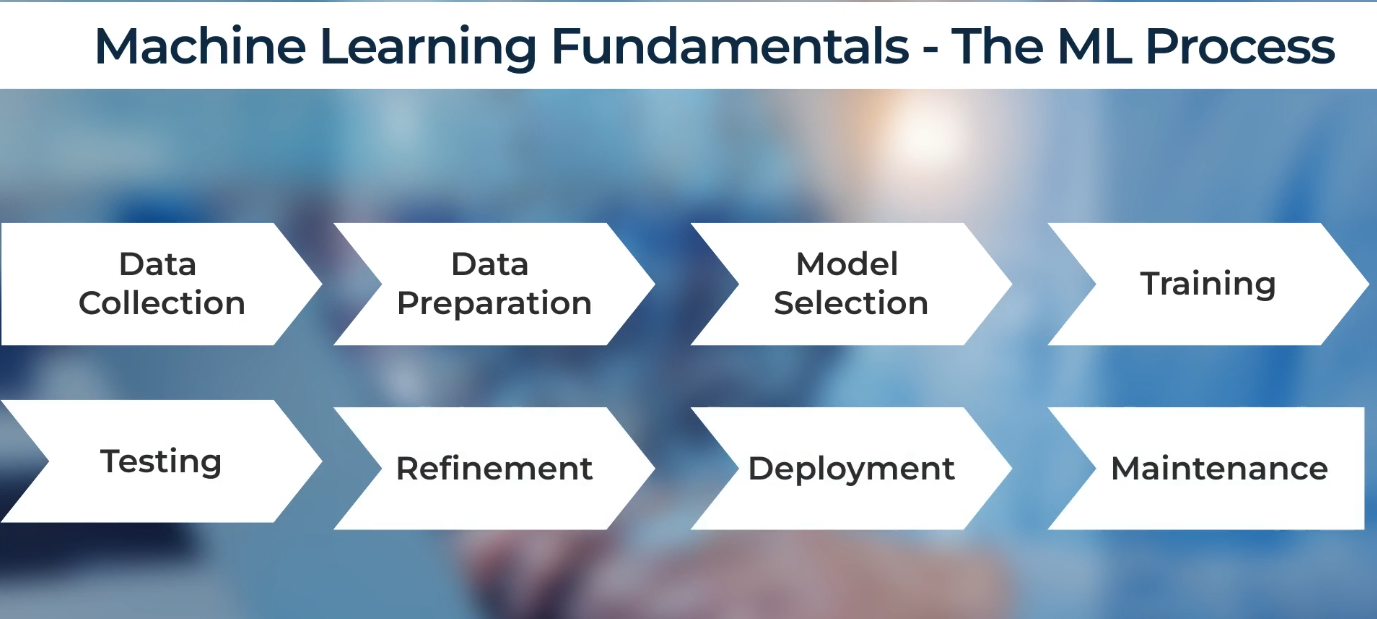 Machine Learning Fundamentals - The ML Process
Data
Collection
Data
Preparation
Model
Selection
Training
Testing
Refinement
Deployment
Maintenance